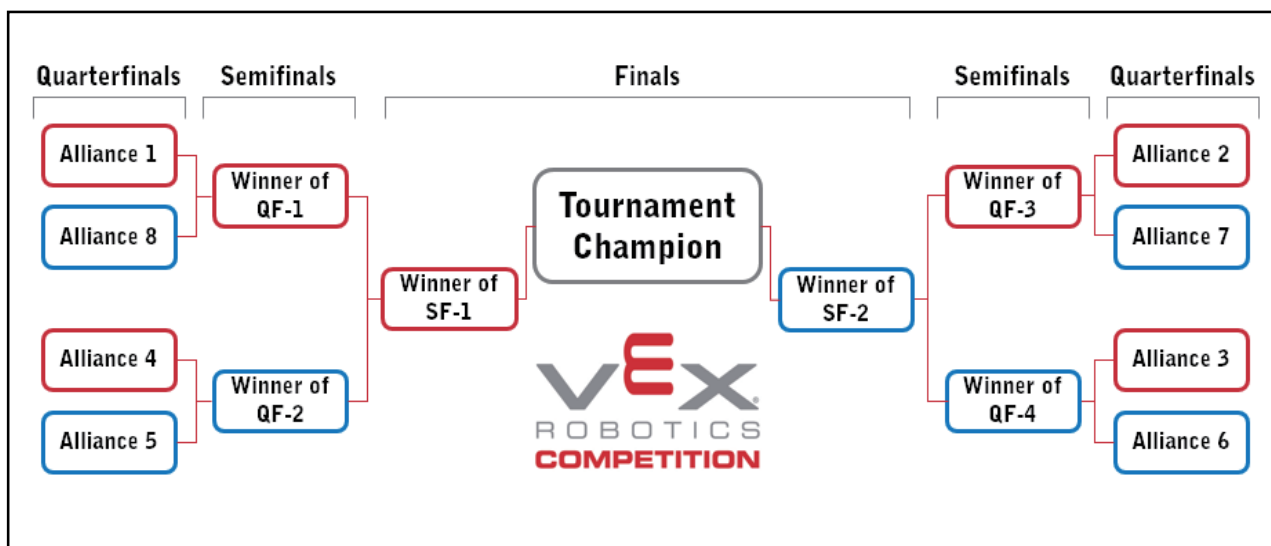 Quarterfinals
Semifinals
Finals
Semifinals
Quarterfinals
Alliance 1
Alliance 8
Alliance 4
Alliance 5
Winner of
QF-1
Winner of
QF-2
Winner of
SF-1
Tournament
Champion
VEX
ROBOTICS
COMPETITION
Winner of
SF-2
Winner of
QF-3
Winner of
QF-4
Alliance 2
Alliance 7
Alliance 3
Alliance 6